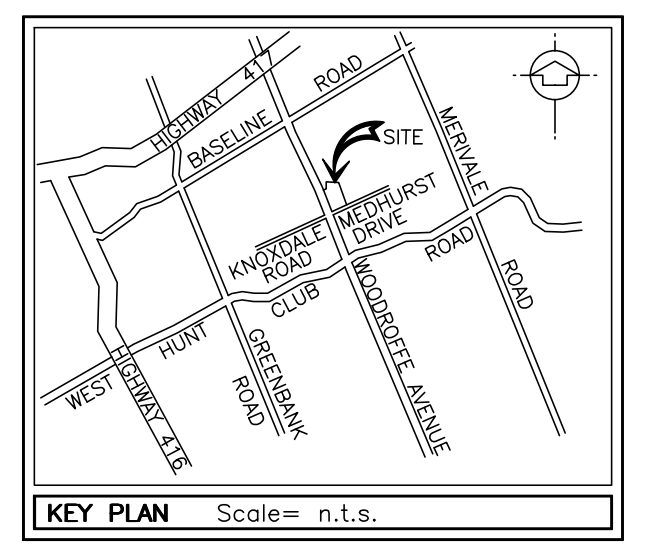 HIGHWAY 417
ROAD
BASELINE
MERIVALE
SITE
MEDHURST
DRIVE
KNOXDALE
ROAD
ROAD
ROAD
CLUB
WOODROFFE AVENUE
HUNT
GREENBANK
ROAD
WEST
HIGHWAY 416
KEY PLAN Scale= n.t.s.